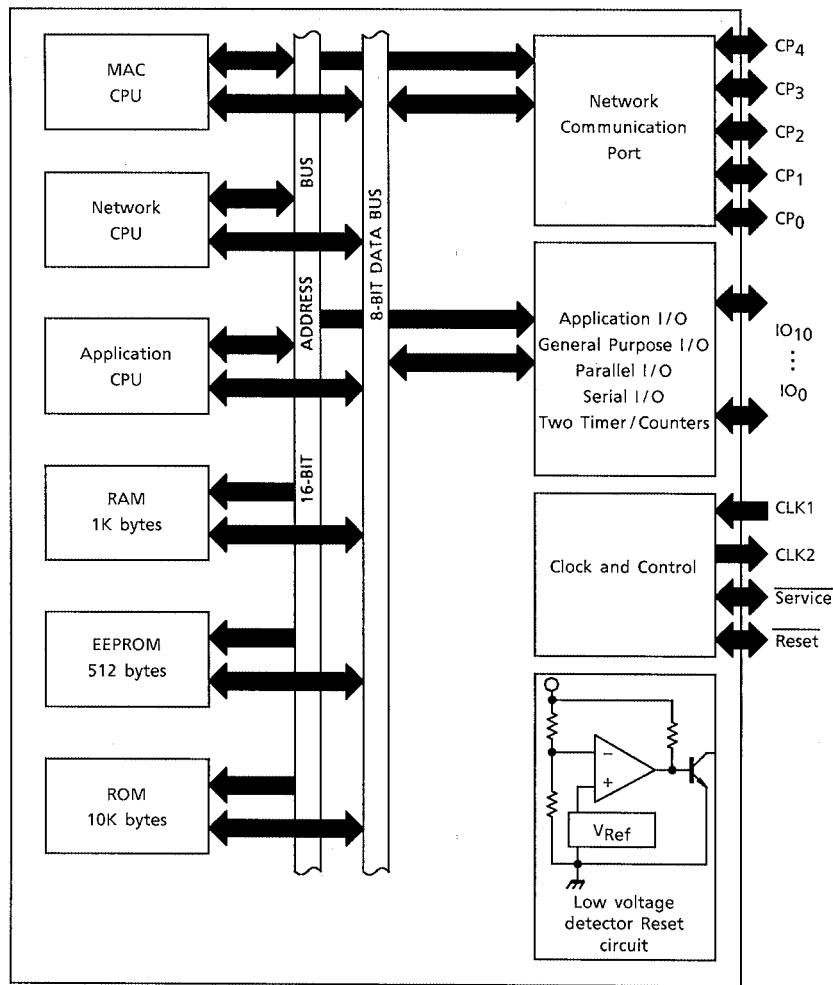 MAC
CPU
Network
CPU
Application
CPU
RAM
1K bytes
EEPROM
512 bytes
ROM
10K bytes
16-BIT ADDRESS BUS
8-BIT DATA BUS
Network
Communication
Port
CP4
CP3
CP2
CP1
CP0
Application I/O
General Purpose I/O
Parallel I/O
Serial I/O
Two Timer/Counters
IO10
⋮
IO0
Clock and Control
CLK1
CLK2
Service
Reset
−
+
VRef
Low voltage
detector Reset
circuit